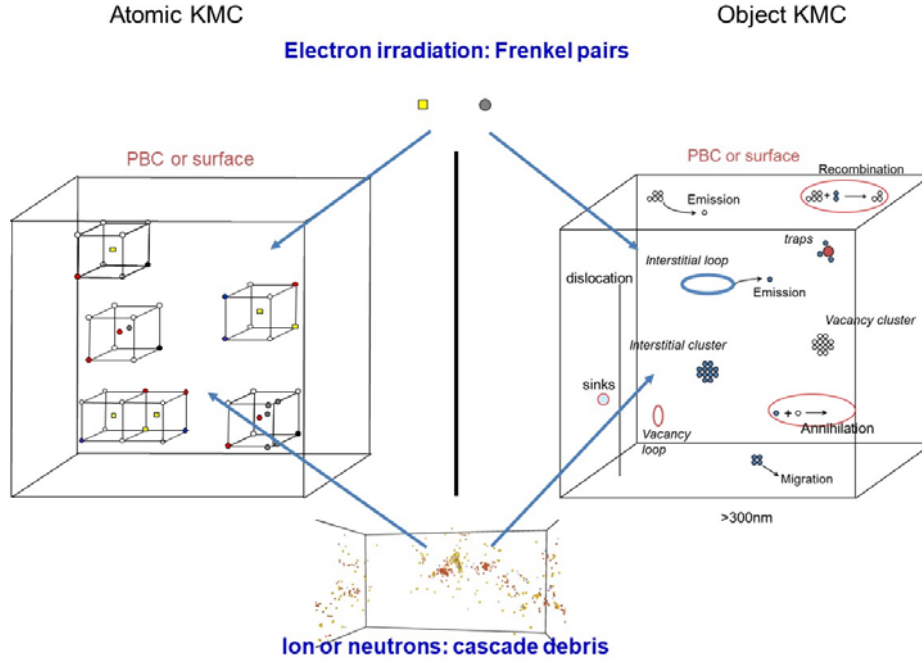 Atomic KMC
Object KMC
Electron irradiation: Frenkel pairs
PBC or surface
PBC or surface
Recombination
Emission
traps
Interstitial loop
dislocation
Emission
Vacancy cluster
Interstitial cluster
sinks
Annihilation
Vacancy
loop
Migration
>300nm
Ion or neutrons: cascade debris